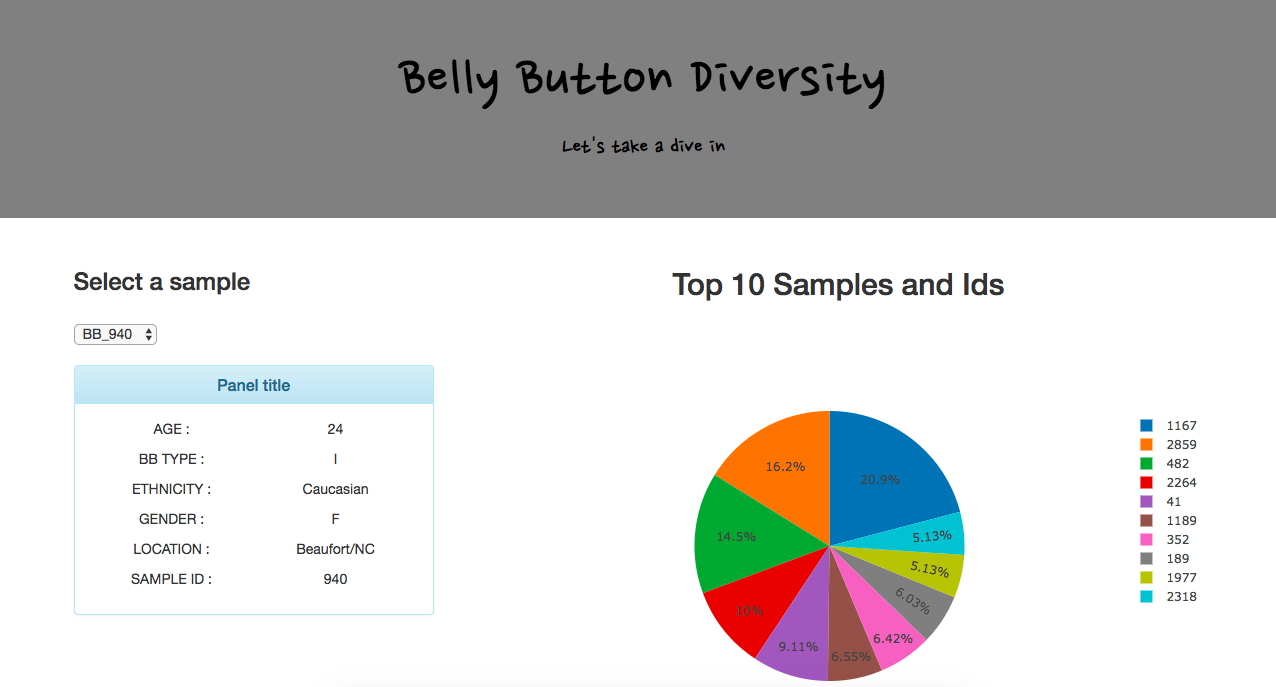 Belly Button Diversity
Let's take a dive in
Select a sample
BB_940
Panel title
AGE : 24
BB TYPE : I
ETHNICITY : Caucasian
GENDER : F
LOCATION : Beaufort/NC
SAMPLE ID : 940
Top 10 Samples and Ids
20.9%
5.13%
5.13%
6.03%
6.42%
6.55%
9.11%
10%
14.5%
16.2%
1167
2859
482
2264
41
1189
352
189
1977
2318